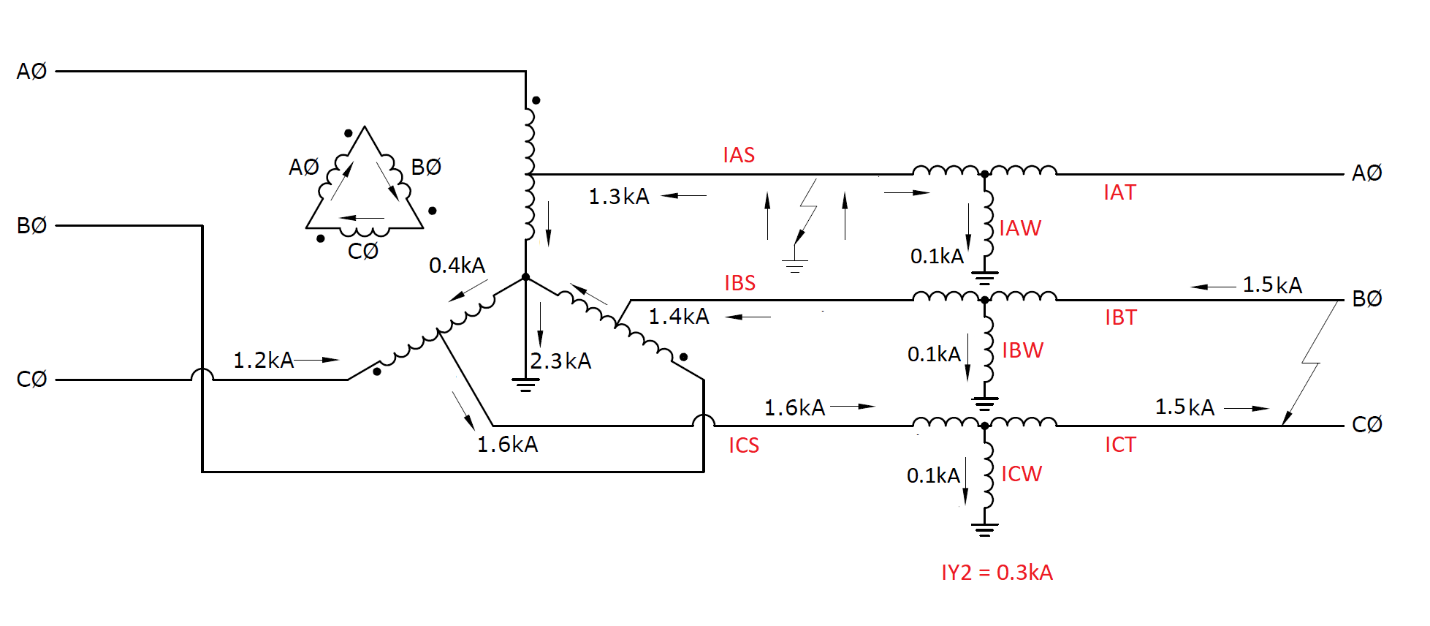 AØ
IAS
AØ
BØ
1.3kA
IAT
AØ
IAW
BØ
CØ
0.1kA
0.4kA
IBS
1.5kA
BØ
1.4kA
IBT
1.2kA
2.3kA
0.1kA
IBW
CØ
1.6kA
1.5kA
CØ
1.6kA
ICS
ICT
0.1kA
ICW
IY2 = 0.3kA